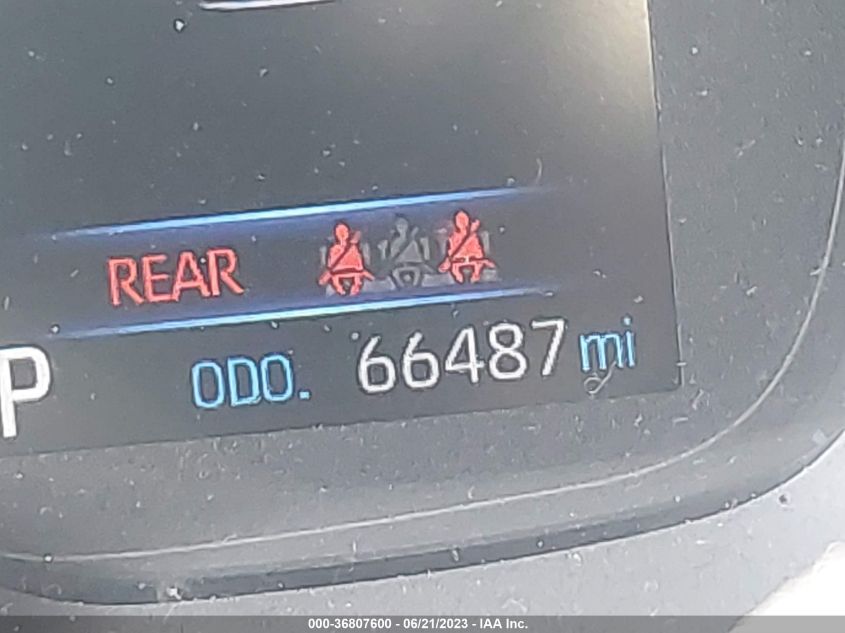 REAR
P ODO. 66487 mi
000-36807600 - 06/21/2023 - IAA Inc.